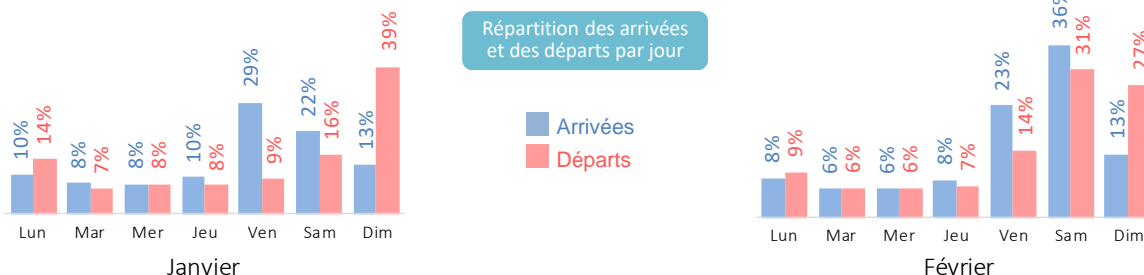 Répartition des arrivées
et des départs par jour
Arrivées
Départs
10% 14% 8% 7% 8% 8% 10% 8% 29% 9% 22% 16% 13% 39%
Lun Mar Mer Jeu Ven Sam Dim
Janvier
8% 9% 6% 6% 6% 6% 8% 7% 23% 14% 36% 31% 13% 27%
Lun Mar Mer Jeu Ven Sam Dim
Février